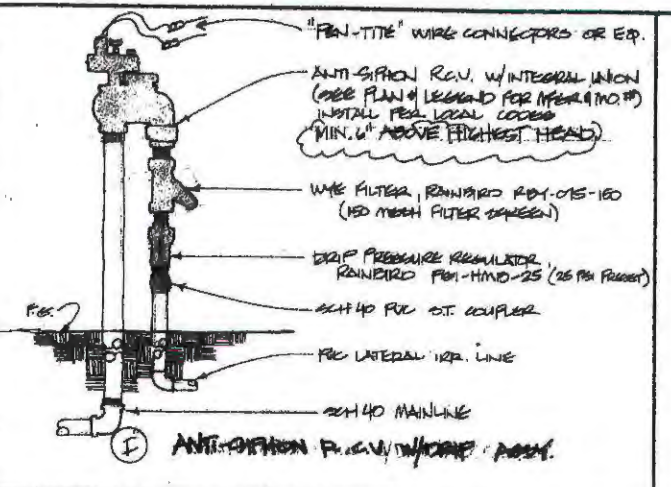 "PEN-TITE" WIRE CONNECTORS OR EQ.
ANTI-SIPHON R.C.V. W/ INTEGRAL UNION
(SEE PLAN & LEGEND FOR MFGR & MO. #)
INSTALL PER LOCAL CODES
"MIN. 6" ABOVE HIGHEST HEAD)
WYE FILTER, RAINBIRD RBY-075-150
(150 MESH FILTER SCREEN)
DRIP PRESSURE REGULATOR,
RAINBIRD PSI-HMB-25 (25 PSI PRESET)
F.G.
SCH 40 PVC S.T. COUPLER
PVC LATERAL IRR. LINE
SCH 40 MAINLINE
I ANTI-SIPHON R.C.V. W/DRIP ASSY.